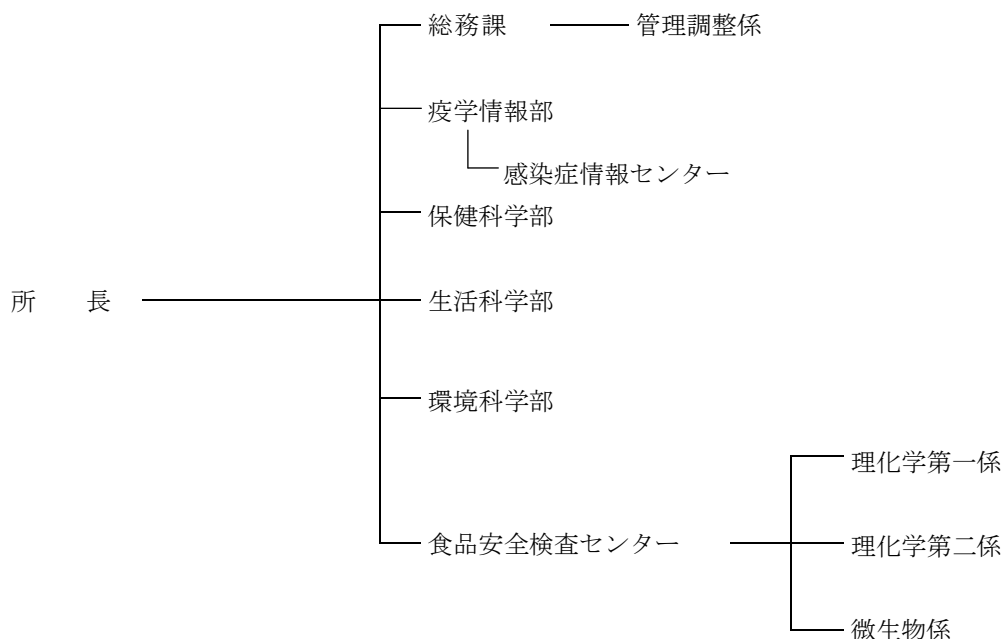 総務課
管理調整係
疫学情報部
感染症情報センター
保健科学部
所　　長
生活科学部
環境科学部
理化学第一係
食品安全検査センター
理化学第二係
微生物係